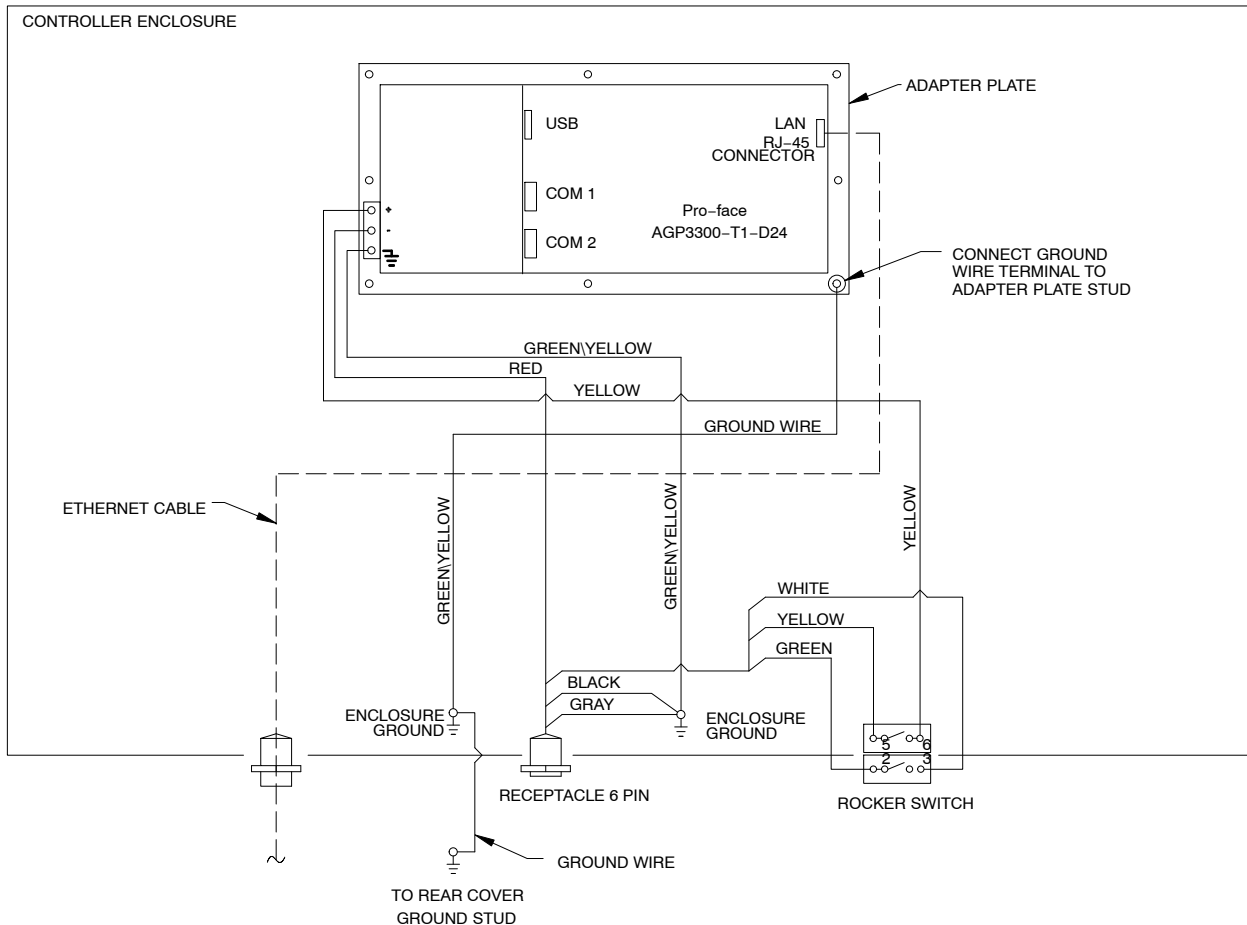 CONTROLLER ENCLOSURE
ADAPTER PLATE
USB
LAN
RJ-45
CONNECTOR
COM 1
Pro-face
AGP3300-T1-D24
COM 2
+
-
CONNECT GROUND
WIRE TERMINAL TO
ADAPTER PLATE STUD
GREEN\YELLOW
RED
YELLOW
GROUND WIRE
ETHERNET CABLE
GREEN\YELLOW
GREEN\YELLOW
YELLOW
WHITE
YELLOW
GREEN
BLACK
GRAY
ENCLOSURE
GROUND
ENCLOSURE
GROUND
5 6
2 3
RECEPTACLE 6 PIN
ROCKER SWITCH
GROUND WIRE
TO REAR COVER
GROUND STUD